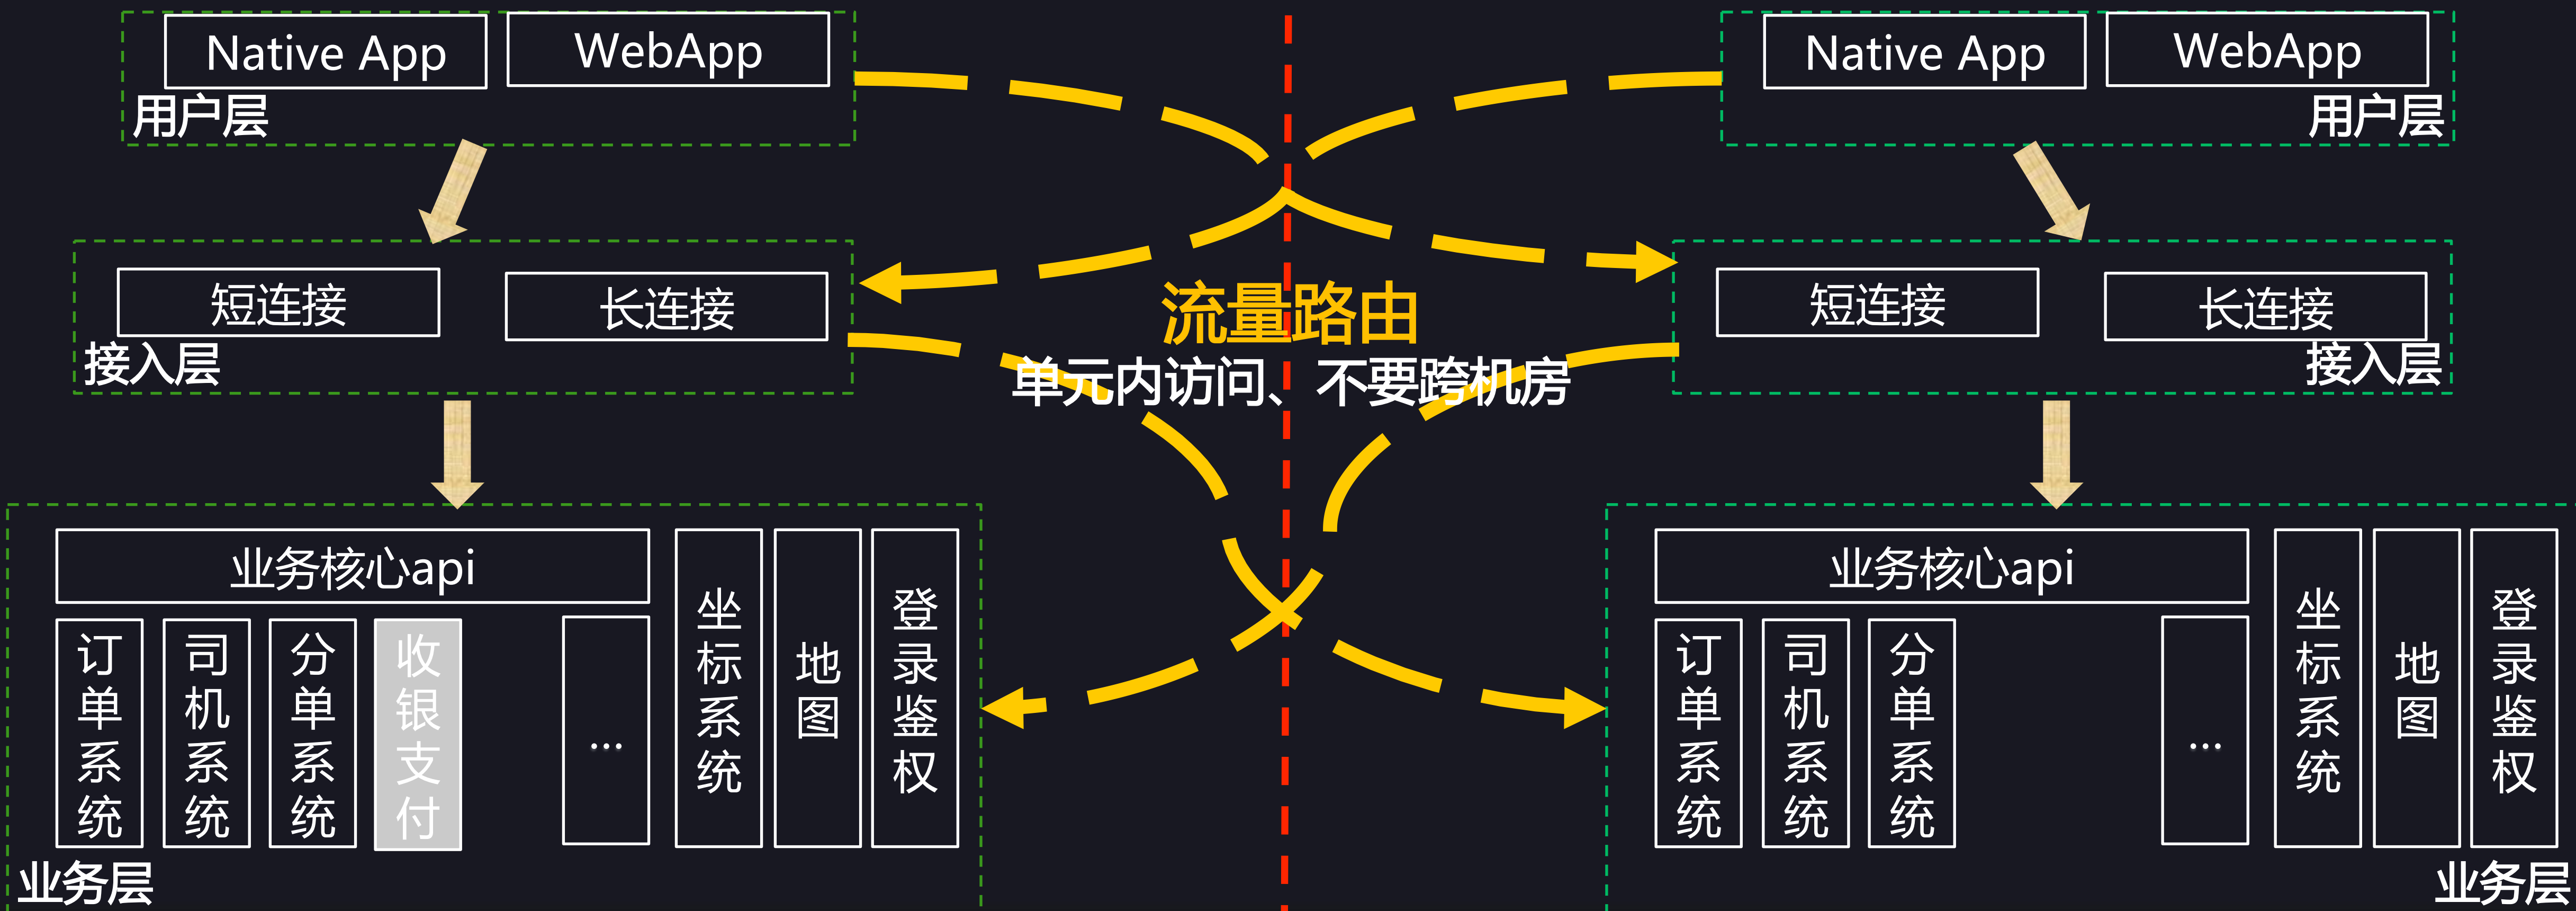 Native App
WebApp
用户层
Native App
WebApp
用户层
短连接
长连接
接入层
流量路由
单元内访问、不要跨机房
短连接
长连接
接入层
业务核心api
订单系统
司机系统
分单系统
收银支付
...
坐标系统
地图
登录鉴权
业务层
业务核心api
订单系统
司机系统
分单系统
...
坐标系统
地图
登录鉴权
业务层